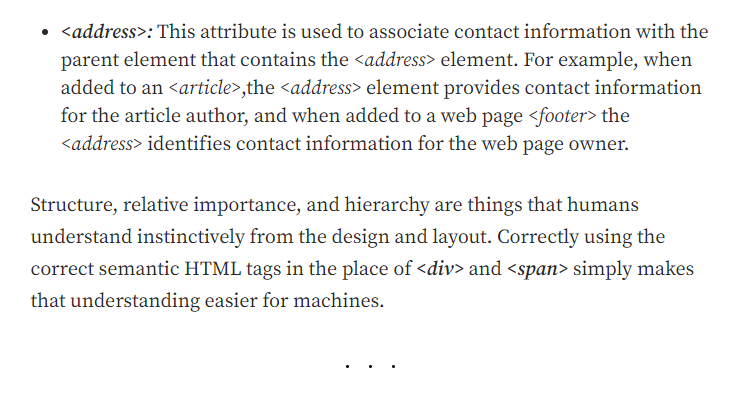 • <address>: This attribute is used to associate contact information with the
parent element that contains the <address> element. For example, when
added to an <article>,the <address> element provides contact information
for the article author, and when added to a web page <footer> the
<address> identifies contact information for the web page owner.
Structure, relative importance, and hierarchy are things that humans
understand instinctively from the design and layout. Correctly using the
correct semantic HTML tags in the place of <div> and <span> simply makes
that understanding easier for machines.
. . .